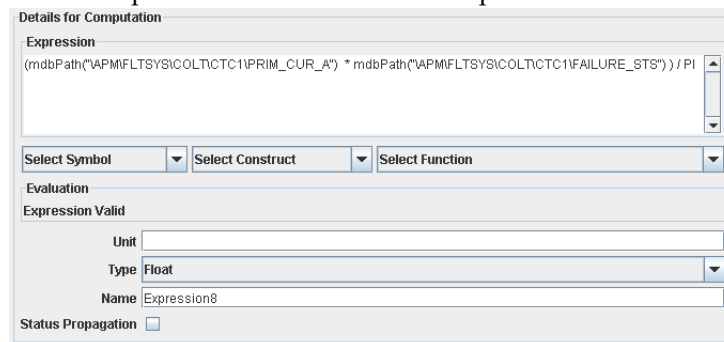 Details for Computation
Expression
(mdbPath("\APM\FLTSYS\COLT\CTC1\PRIM_CUR_A") * mdbPath("\APM\FLTSYS\COLT\CTC1\FAILURE_STS") ) / PI
Select Symbol Select Construct Select Function
Evaluation
Expression Valid
Unit
Type Float
Name Expression8
Status Propagation